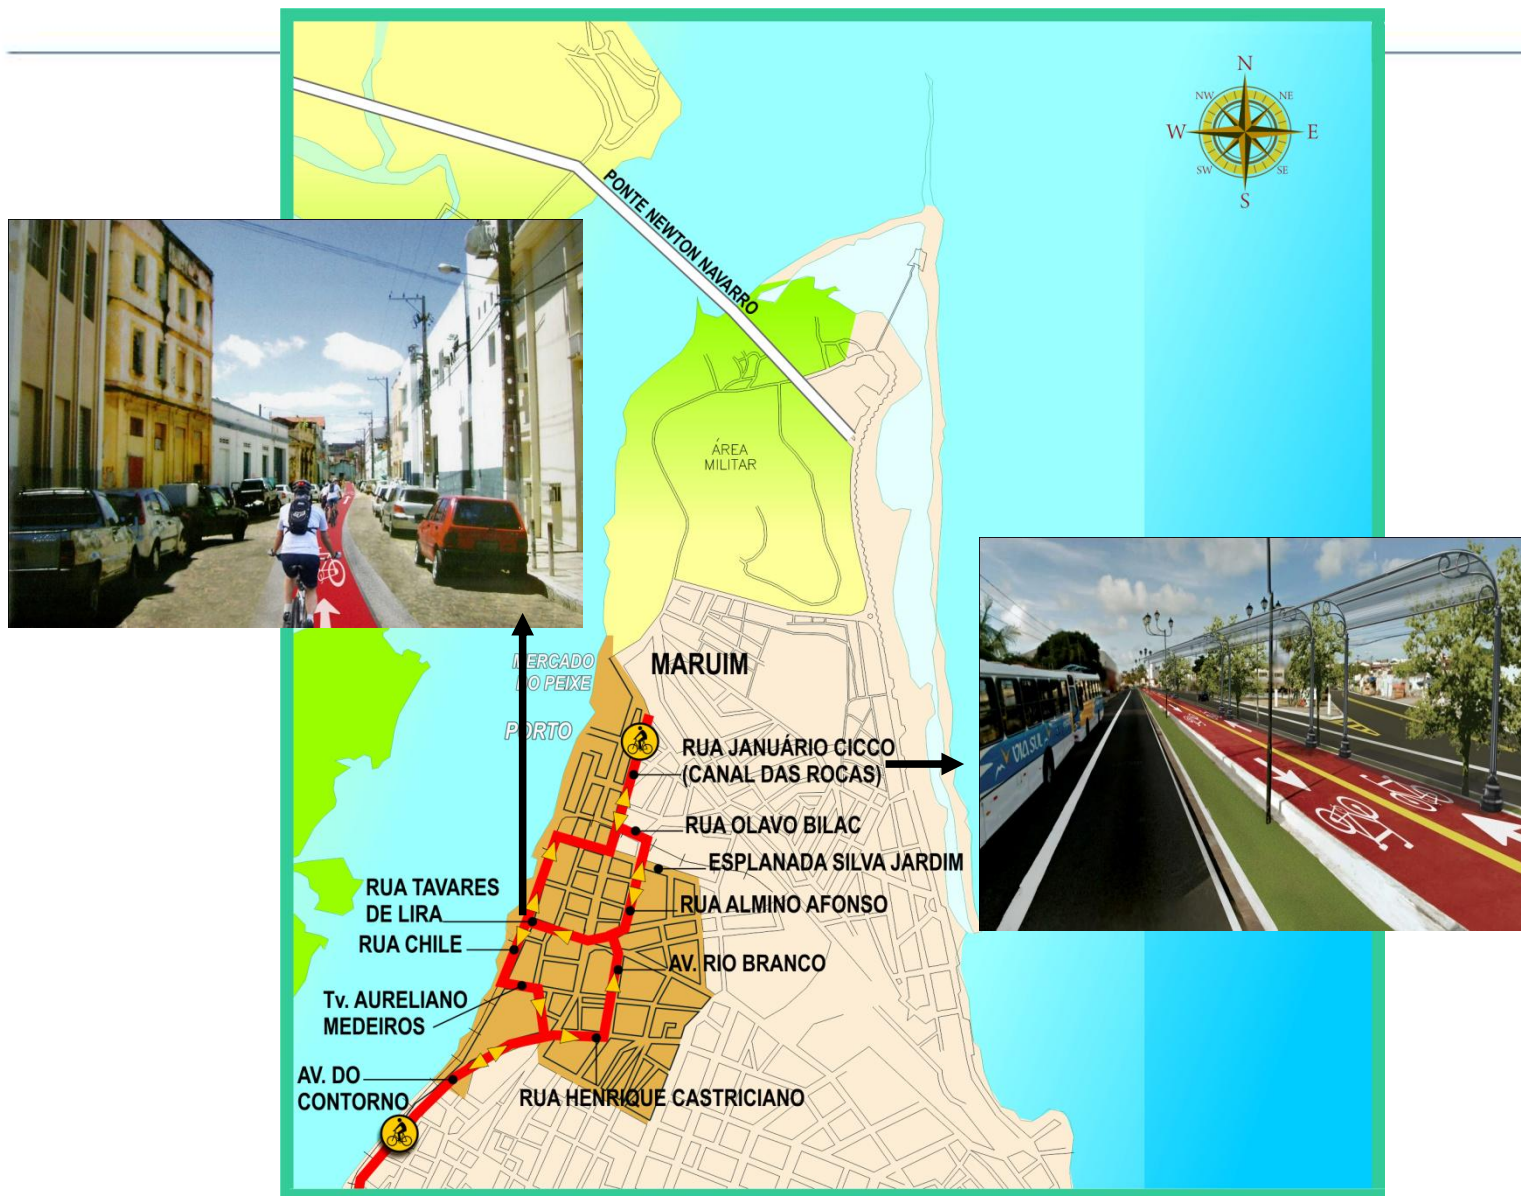 N
NW
NE
W
E
SW
SE
S
PONTE NEWTON NAVARRO
ÁREA
MILITAR
MERCADO
DO PEIXE
MARUIM
PORTO
RUA JANUÁRIO CICCO
(CANAL DAS ROCAS)
VIA SUL
RUA OLAVO BILAC
ESPLANADA SILVA JARDIM
RUA TAVARES
DE LIRA
RUA ALMINO AFONSO
RUA CHILE
AV. RIO BRANCO
Tv. AURELIANO
MEDEIROS
AV. DO
CONTORNO
RUA HENRIQUE CASTRICIANO